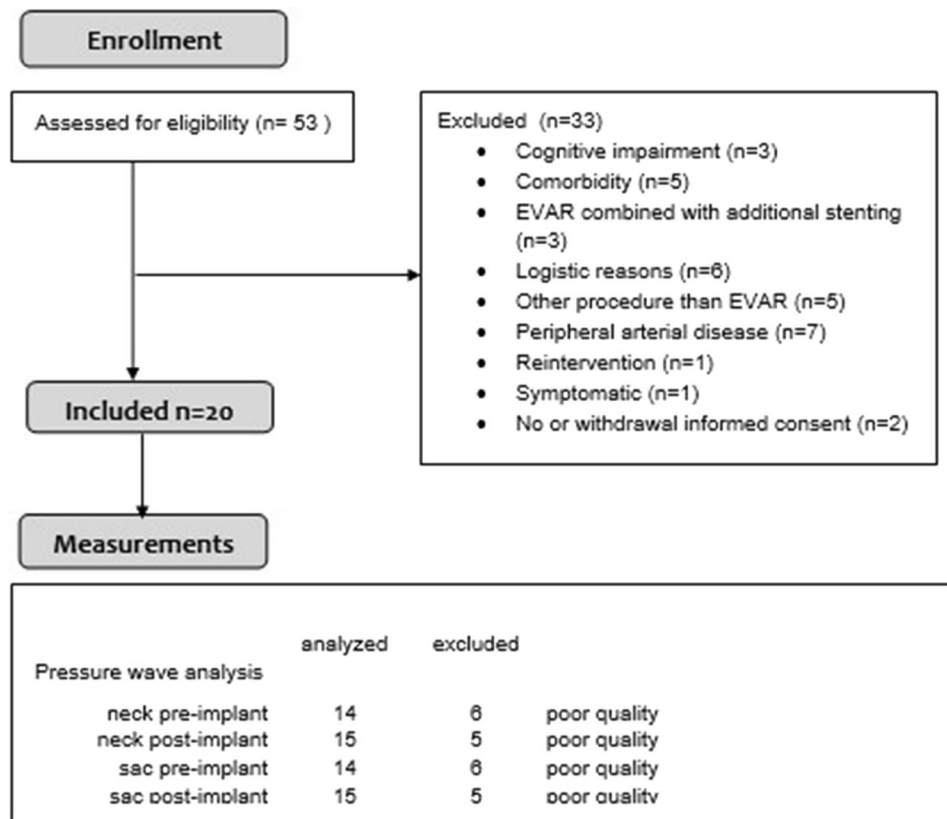 Enrollment
Assessed for eligibility (n= 53 )
Excluded (n=33)
• Cognitive impairment (n=3)
• Comorbidity (n=5)
• EVAR combined with additional stenting
(n=3)
• Logistic reasons (n=6)
• Other procedure than EVAR (n=5)
• Peripheral arterial disease (n=7)
• Reintervention (n=1)
• Symptomatic (n=1)
• No or withdrawal informed consent (n=2)
Included n=20
Measurements
analyzed excluded
Pressure wave analysis
neck pre-implant 14 6 poor quality
neck post-implant 15 5 poor quality
sac pre-implant 14 6 poor quality
sac post-implant 15 5 poor quality